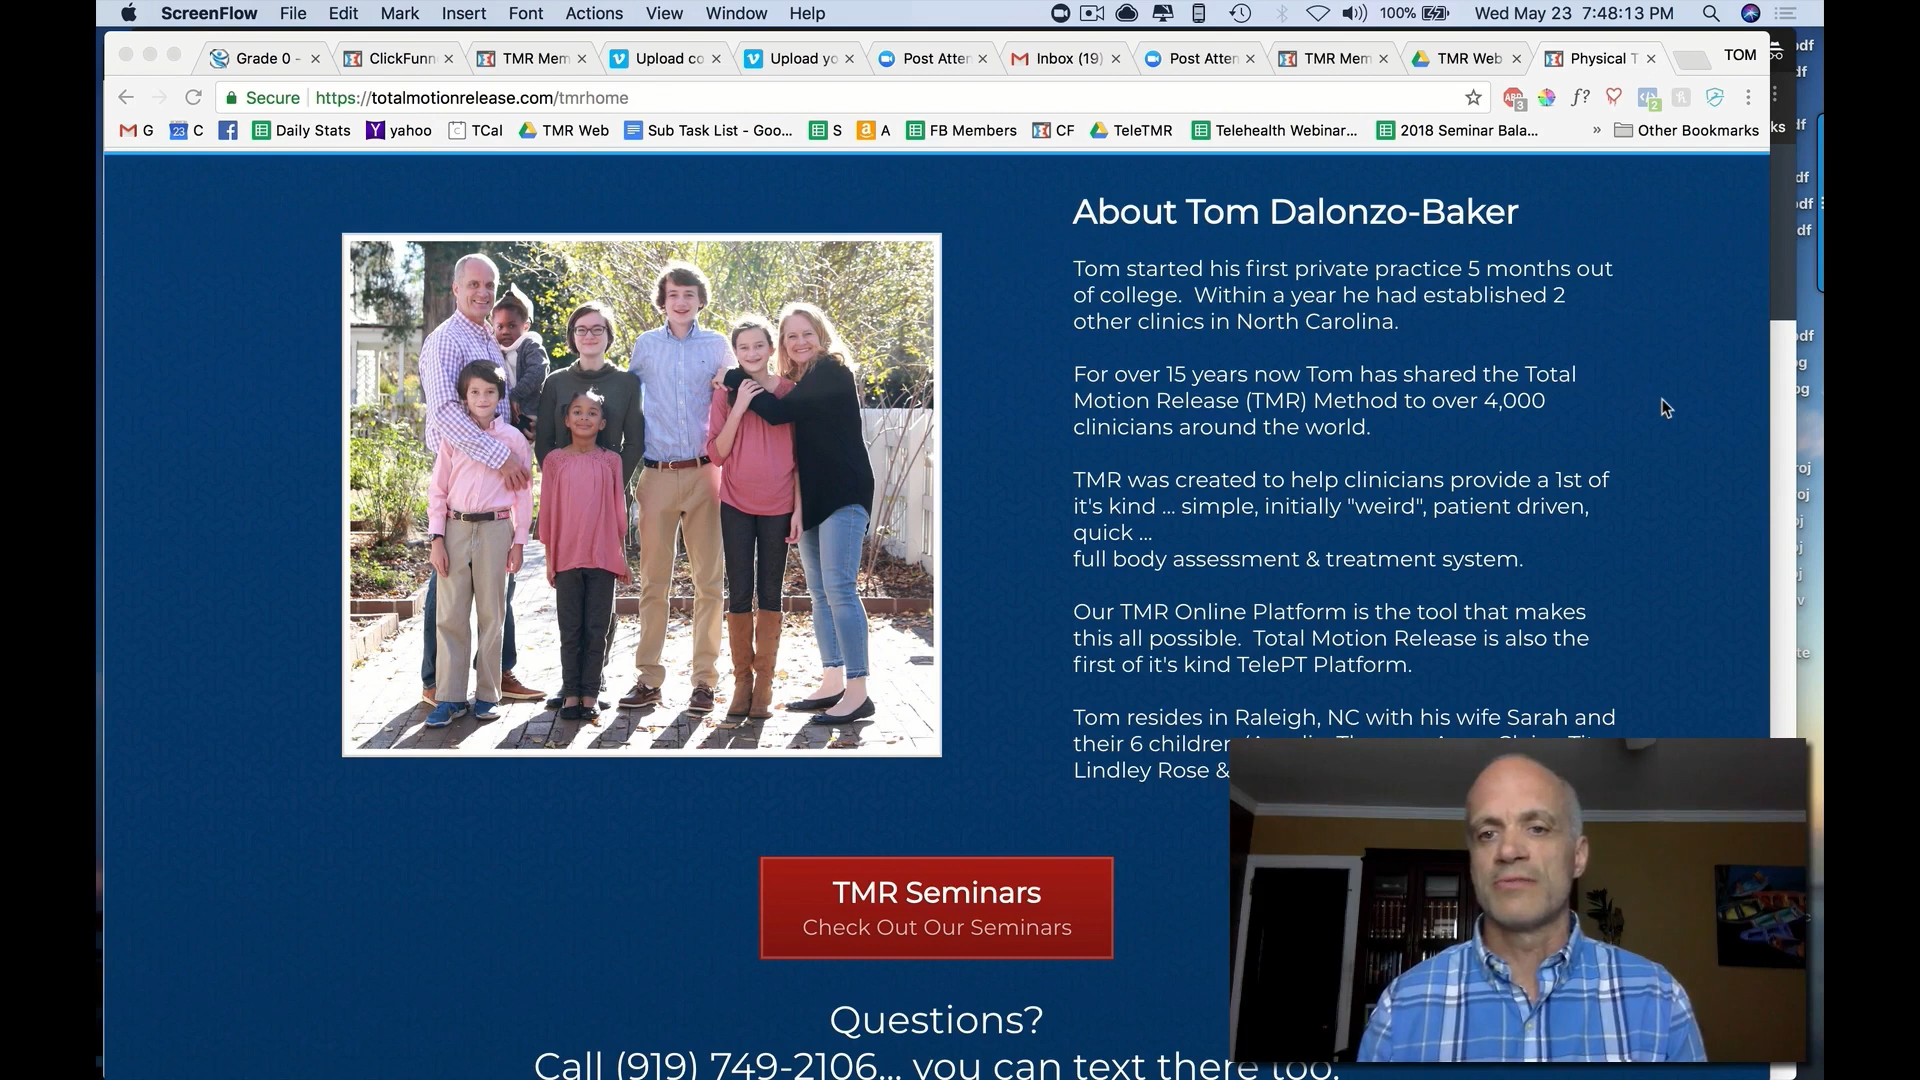 ScreenFlow File Edit Mark Insert Font Actions View Window Help 100% Wed May 23 7:48:13 PM
Grade 0 - ClickFunn TMR Mem Upload co Upload yo Post Atten Inbox (19) Post Atten TMR Mem TMR Web Physical T TOM
Secure https://totalmotionrelease.com/tmrhome
G C Daily Stats yahoo TCal TMR Web Sub Task List - Goo... S A FB Members CF TeleTMR Telehealth Webinar... 2018 Seminar Bala... » Other Bookmarks
About Tom Dalonzo-Baker
Tom started his first private practice 5 months out
of college. Within a year he had established 2
other clinics in North Carolina.
For over 15 years now Tom has shared the Total
Motion Release (TMR) Method to over 4,000
clinicians around the world.
TMR was created to help clinicians provide a 1st of
it's kind ... simple, initially "weird", patient driven,
quick ...
full body assessment & treatment system.
Our TMR Online Platform is the tool that makes
this all possible. Total Motion Release is also the
first of it's kind TelePT Platform.
Tom resides in Raleigh, NC with his wife Sarah and
their 6 children
Lindley Rose &
TMR Seminars
Check Out Our Seminars
Questions?
Call (919) 749-2106... you can text there too.